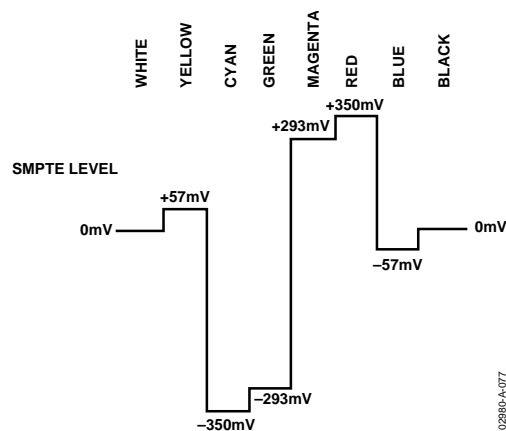 WHITE
YELLOW
CYAN
GREEN
MAGENTA
RED
BLUE
BLACK
+350mV
+293mV
SMPTE LEVEL
+57mV
0mV
0mV
–57mV
–293mV
–350mV
02980-A-077